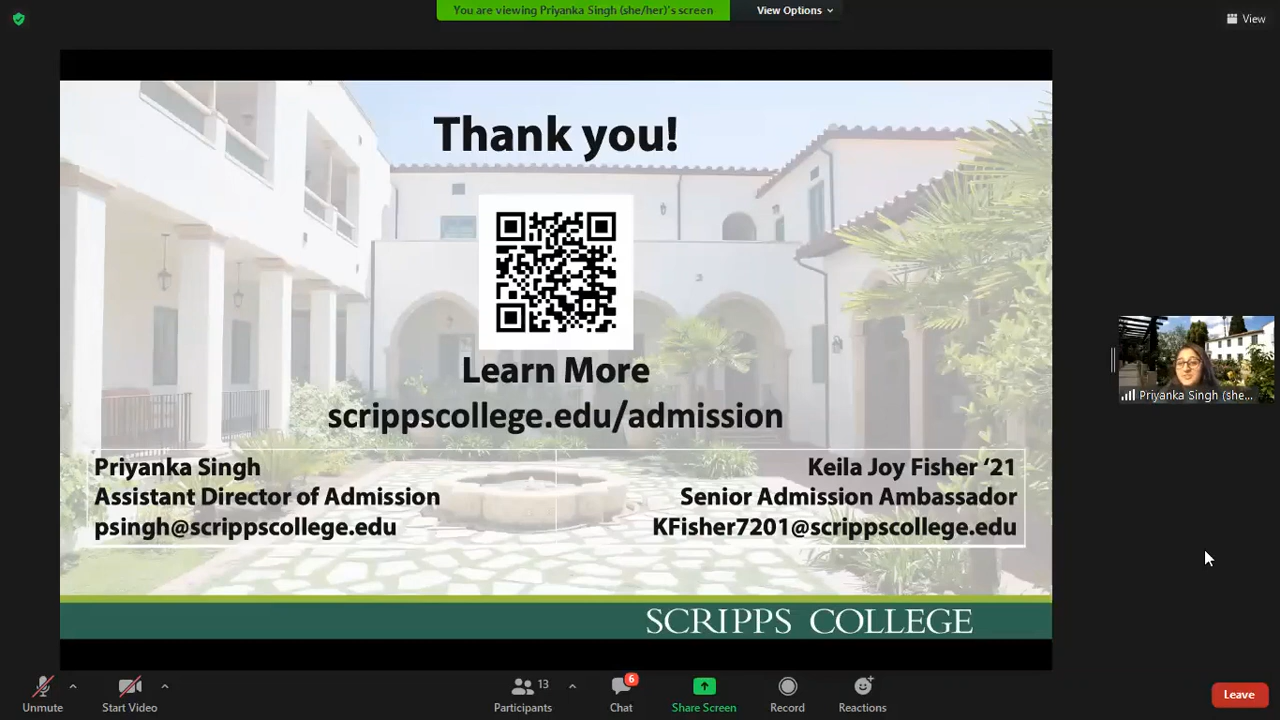 You are viewing Priyanka Singh (she/her)'s screen
View Options
View
Thank you!
Learn More
scrippscollege.edu/admission
Priyanka Singh
Assistant Director of Admission
psingh@scrippscollege.edu
Keila Joy Fisher ‘21
Senior Admission Ambassador
KFisher7201@scrippscollege.edu
SCRIPPS COLLEGE
Priyanka Singh (she...
Unmute
Start Video
Participants
13
Chat
6
Share Screen
Record
Reactions
Leave